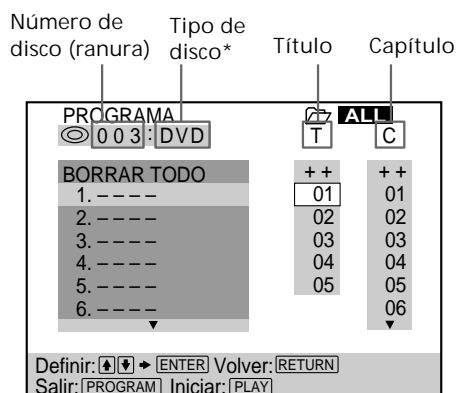 Número de disco (ranura)
Tipo de disco*
Título
Capítulo
PROGRAMA
ALL
003 : DVD
T
C
BORRAR TODO
1. – – – –
2. – – – –
3. – – – –
4. – – – –
5. – – – –
6. – – – –
++
01
02
03
04
05
++
01
02
03
04
05
06
Definir: ENTER Volver: RETURN
Salir: PROGRAM Iniciar: PLAY